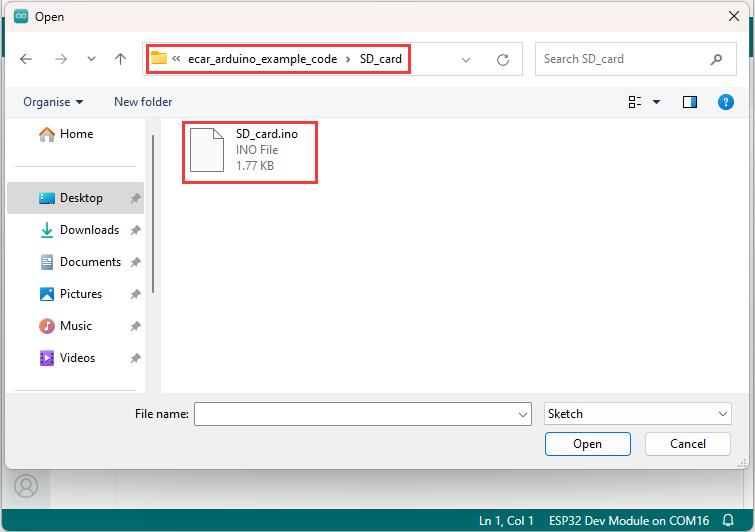 Open
« ecar_arduino_example_code > SD_card
Search SD_card
Organise
New folder
Home
Desktop
Downloads
Documents
Pictures
Music
Videos
SD_card.ino
INO File
1.77 KB
File name:
Sketch
Open
Cancel
Ln 1, Col 1
ESP32 Dev Module on COM16